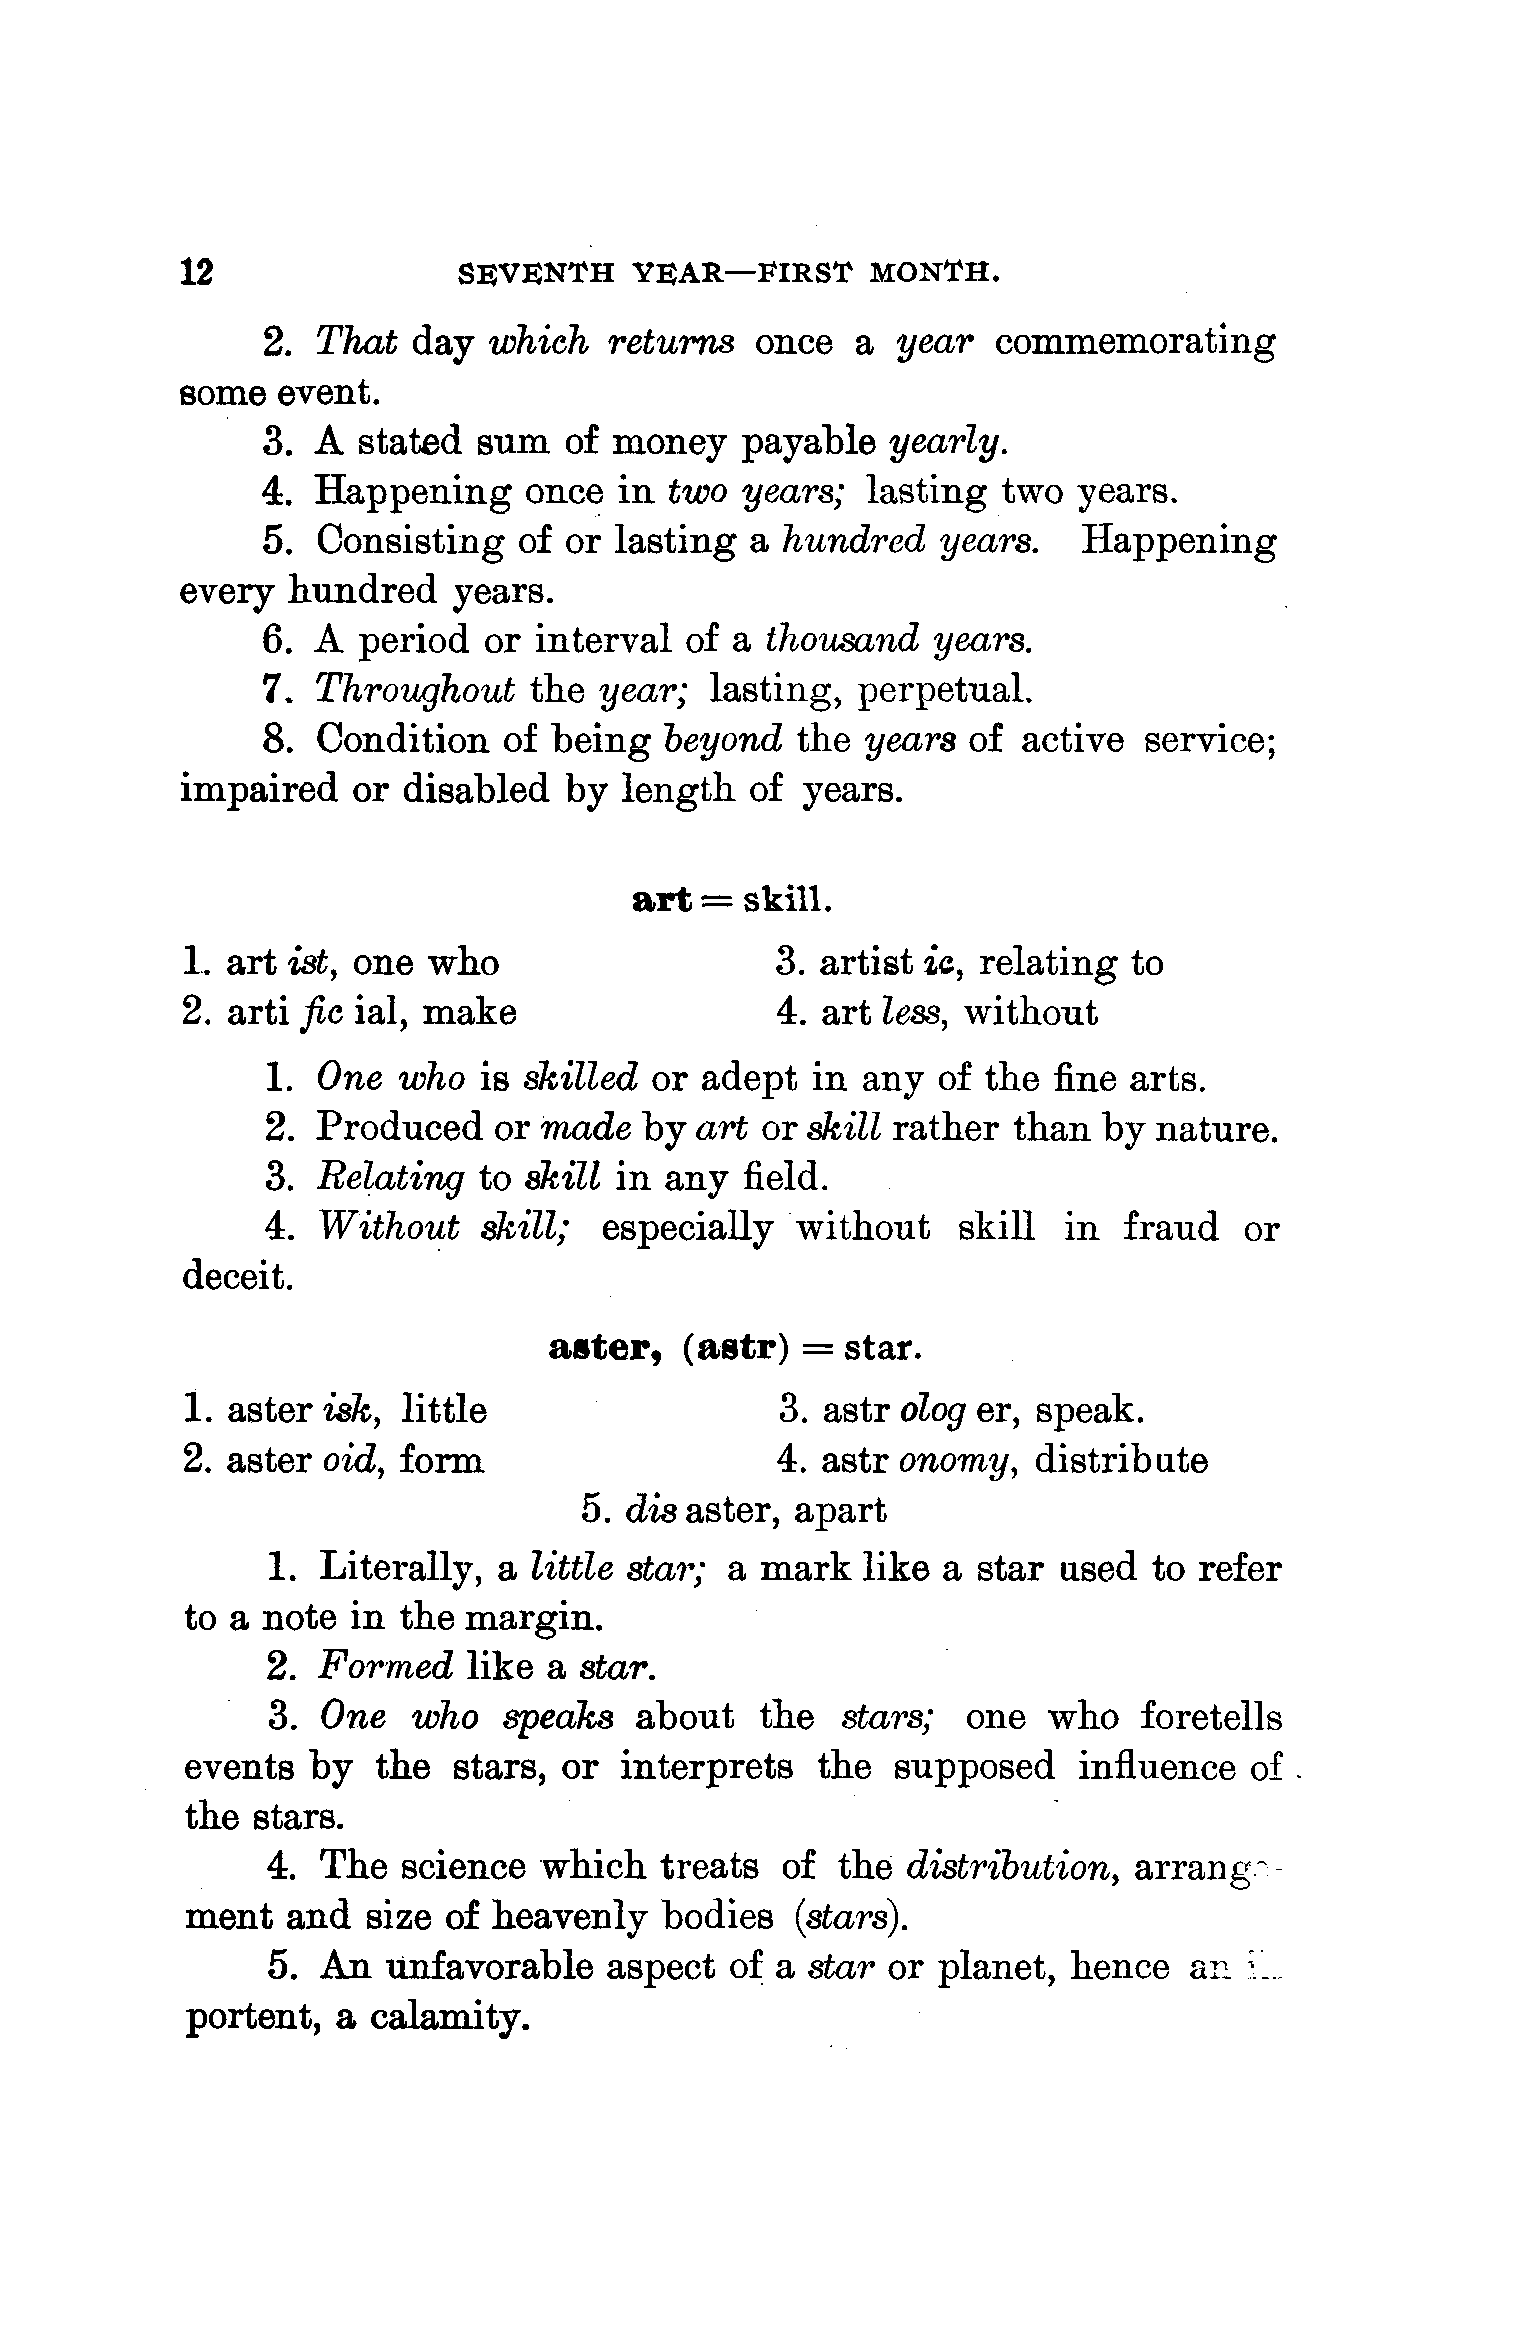 12 SEVENTH YEAR—FIRST MONTH.
2. That day which returns once a year commemorating
some event.
3. A stated sum of money payable yearly.
4. Happening once in two years; lasting two years.
5. Consisting of or lasting a hundred years. Happening
every hundred years.
6. A period or interval of a thousand years.
7. Throughout the year; lasting, perpetual.
8. Condition of being beyond the years of active service;
impaired or disabled by length of years.
art = skill.
1. art ist, one who 3. artist ic, relating to
2. arti fic ial, make 4. art less, without
1. One who is skilled or adept in any of the fine arts.
2. Produced or made by art or skill rather than by nature.
3. Relating to skill in any field.
4. Without skill; especially without skill in fraud or
deceit.
aster, (astr) = star.
1. aster isk, little 3. astr olog er, speak.
2. aster oid, form 4. astr onomy, distribute
5. dis aster, apart
1. Literally, a little star; a mark like a star used to refer
to a note in the margin.
2. Formed like a star.
3. One who speaks about the stars; one who foretells
events by the stars, or interprets the supposed influence of
the stars.
4. The science which treats of the distribution, arrange-
ment and size of heavenly bodies (stars).
5. An unfavorable aspect of a star or planet, hence an
portent, a calamity.